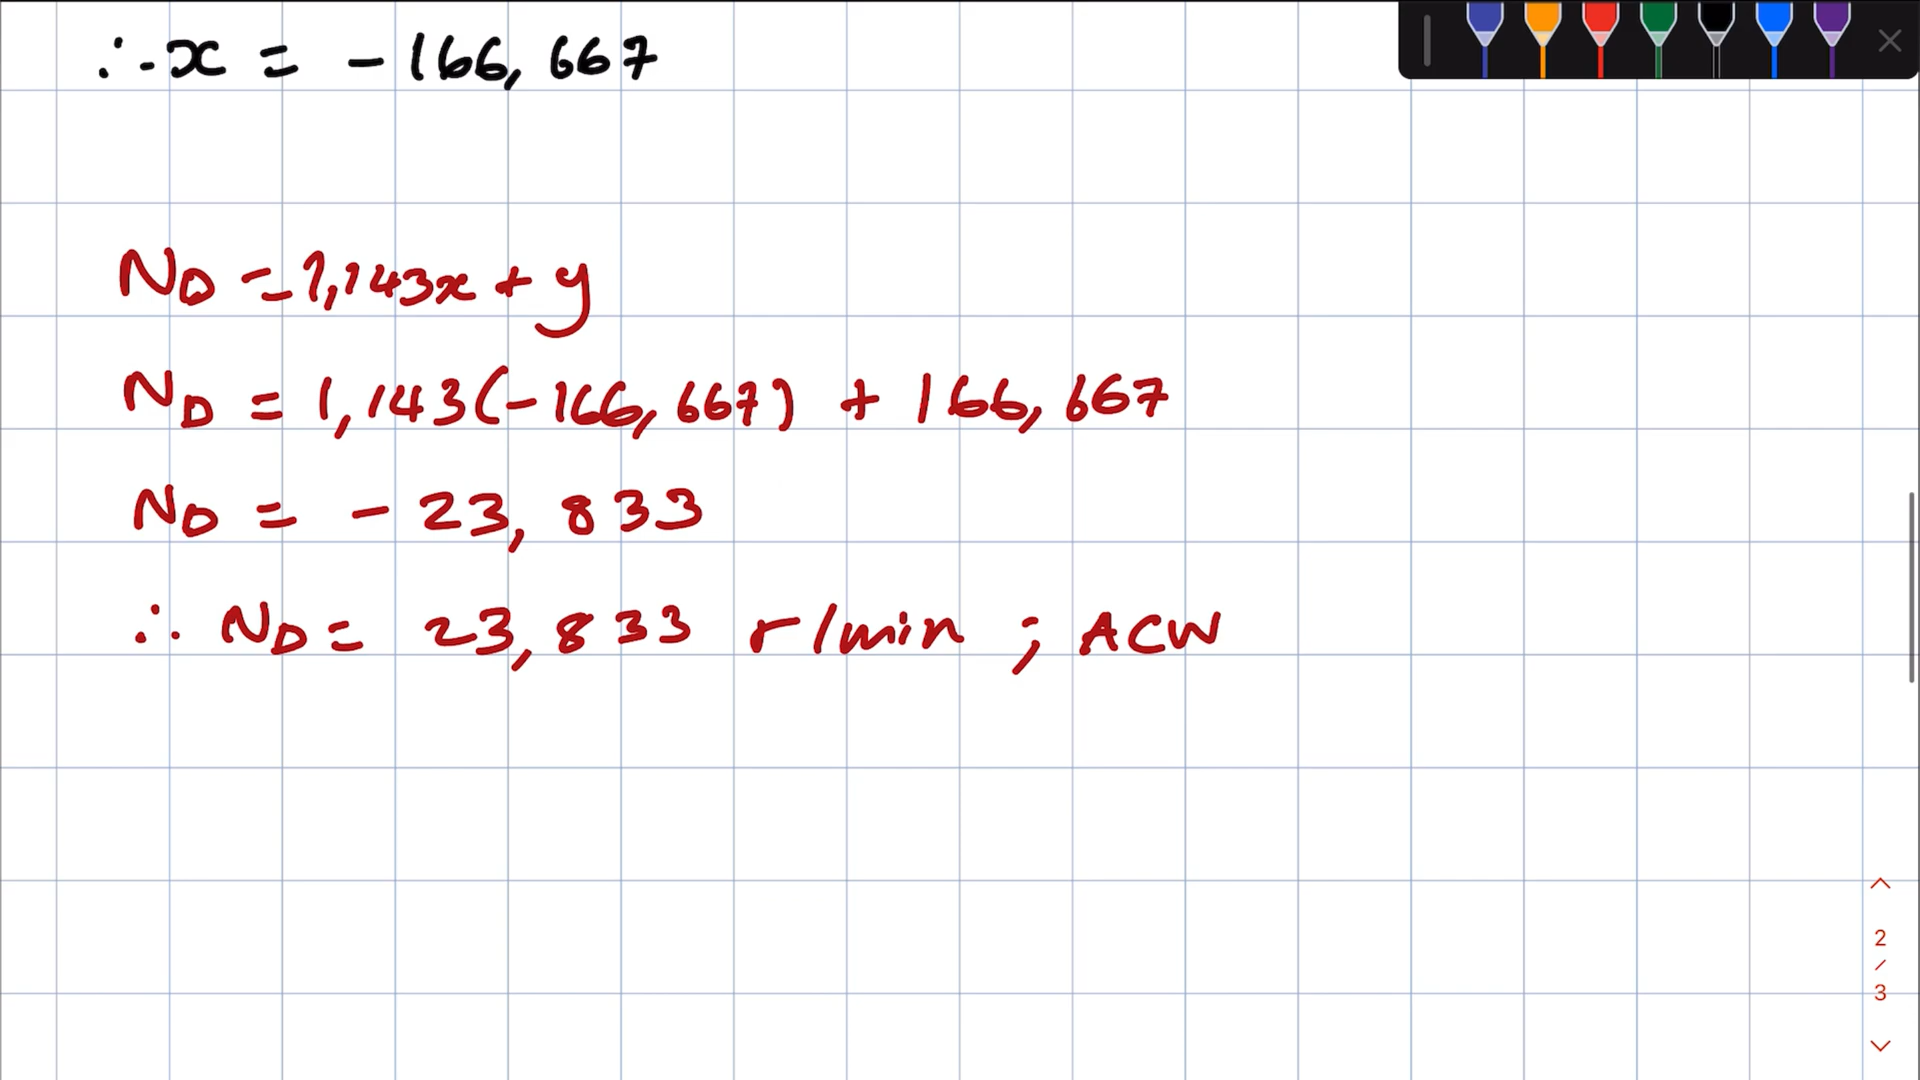 ∴ x = - 166,667
N_D = 1,143x + y
N_D = 1,143(-166,667) + 166,667
N_D = - 23,833
∴ N_D = 23,833 r/min ; ACW
2
/
3